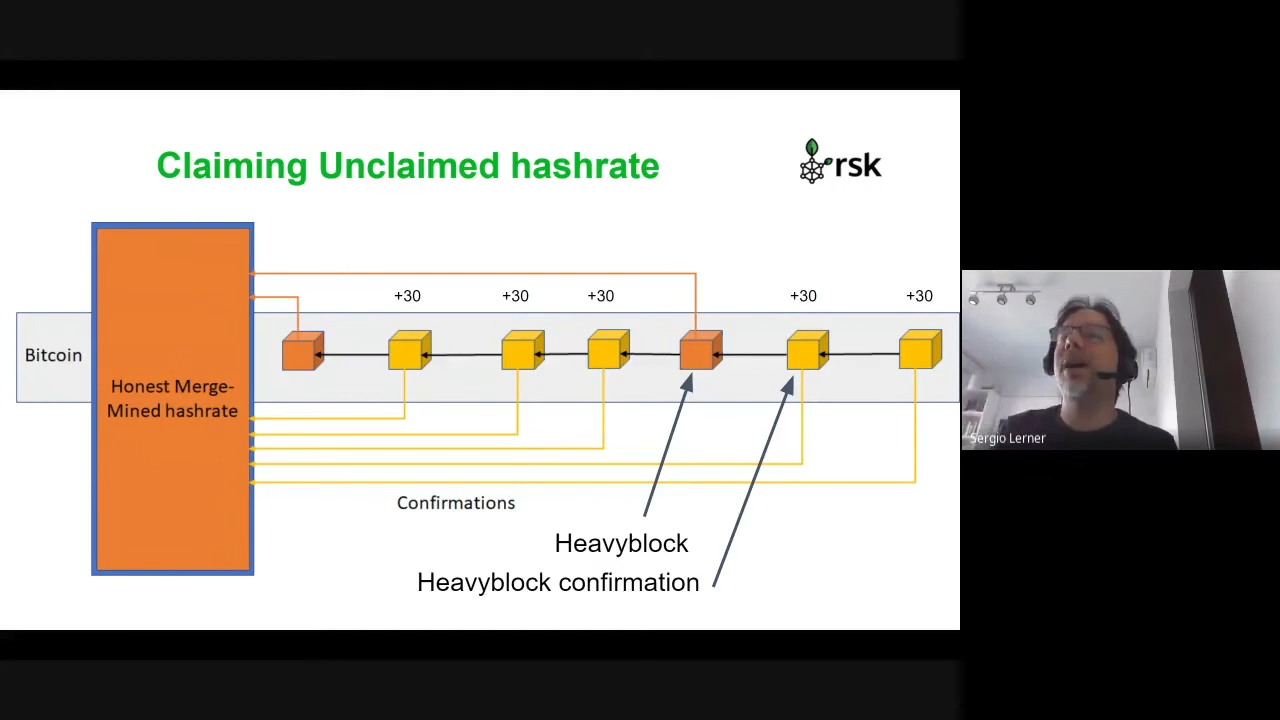 Claiming Unclaimed hashrate
rsk
+30
+30
+30
+30
+30
Bitcoin
Honest Merge-
Mined hashrate
Confirmations
Heavyblock
Heavyblock confirmation
Sergio Lerner